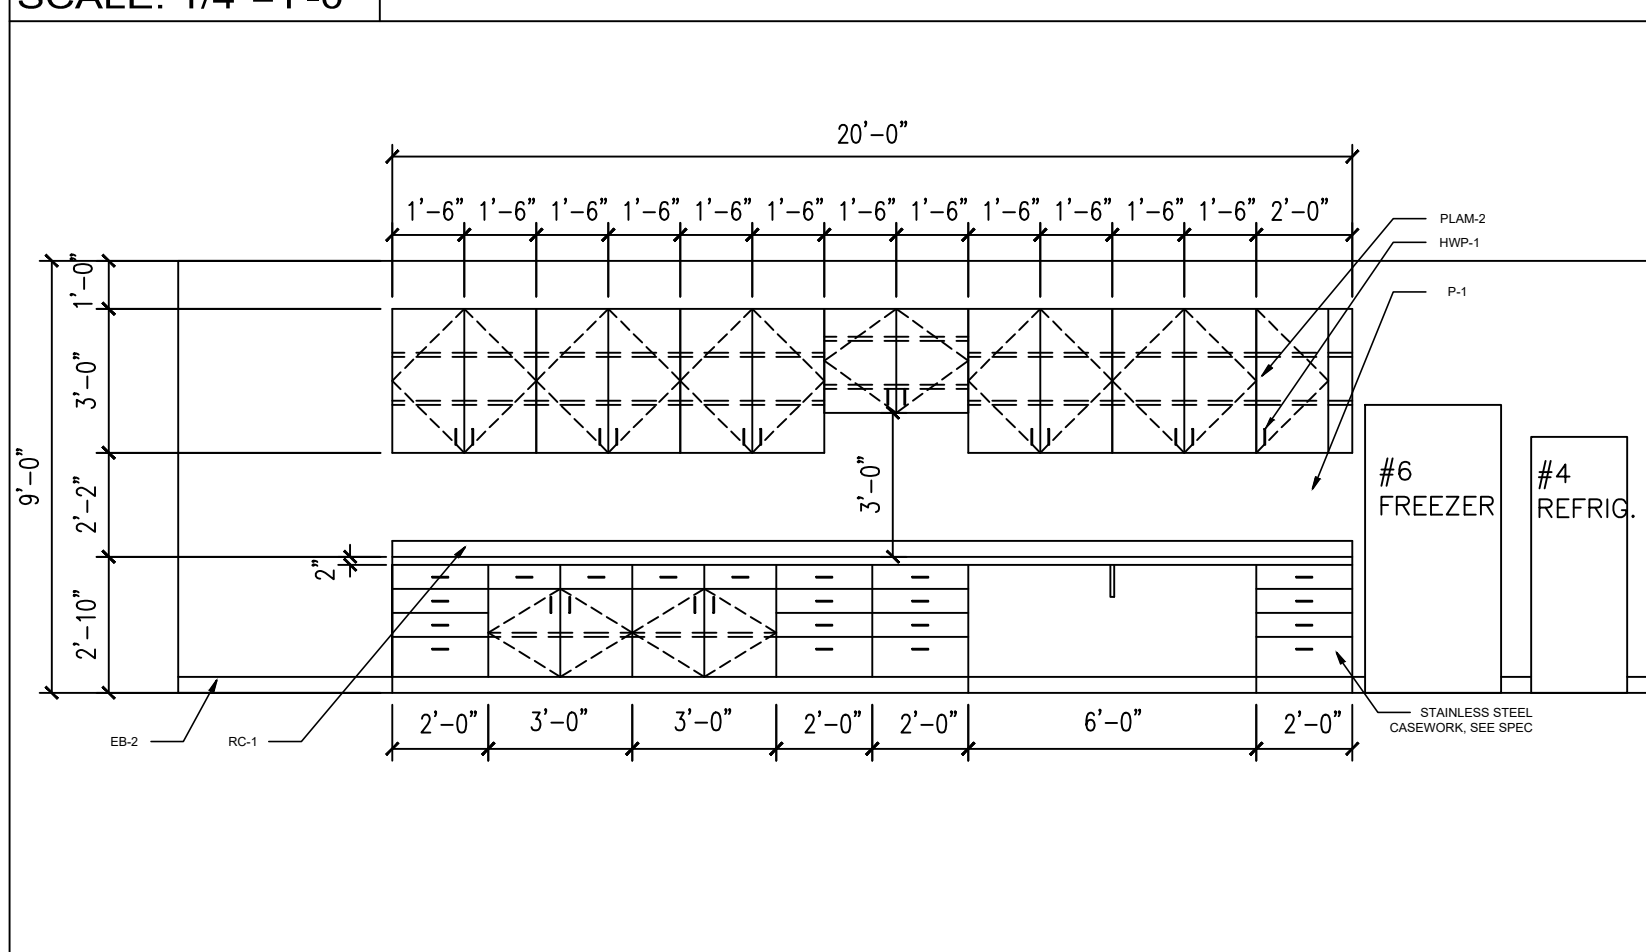 SCALE: 1/4"=1'-0"
20'-0"
1'-6" 1'-6" 1'-6" 1'-6" 1'-6" 1'-6" 1'-6" 1'-6" 1'-6" 1'-6" 1'-6" 1'-6" 2'-0"
PLAM-2
HWP-1
P-1
1'-0"
3'-0"
9'-0"
2'-2"
2'-10"
2"
3'-0"
#6
FREEZER
#4
REFRIG.
2'-0" 3'-0" 3'-0" 2'-0" 2'-0" 6'-0" 2'-0"
STAINLESS STEEL
CASEWORK, SEE SPEC
EB-2
RC-1